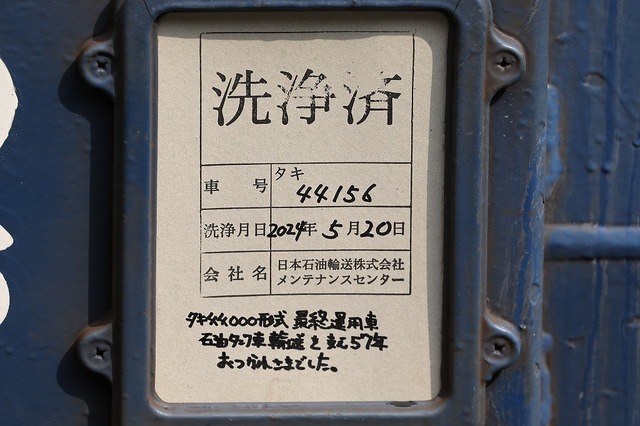 洗浄済
車号 タキ 44156
洗浄月日 2024年 5月20日
会社名 日本石油輸送株式会社
メンテナンスセンター
タキ44000形式 最終運用車
石油タンク車輸送を支え57年
おつかれさまでした。